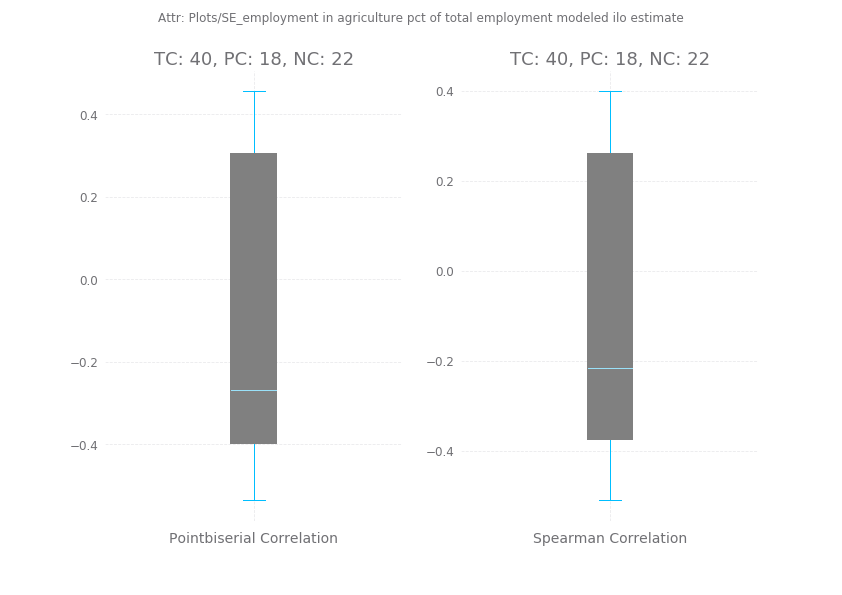 Attr: Plots/SE_employment in agriculture pct of total employment modeled ilo estimate
TC: 40, PC: 18, NC: 22
0.4
0.2
0.0
−0.2
−0.4
Pointbiserial Correlation
TC: 40, PC: 18, NC: 22
0.4
0.2
0.0
−0.2
−0.4
Spearman Correlation